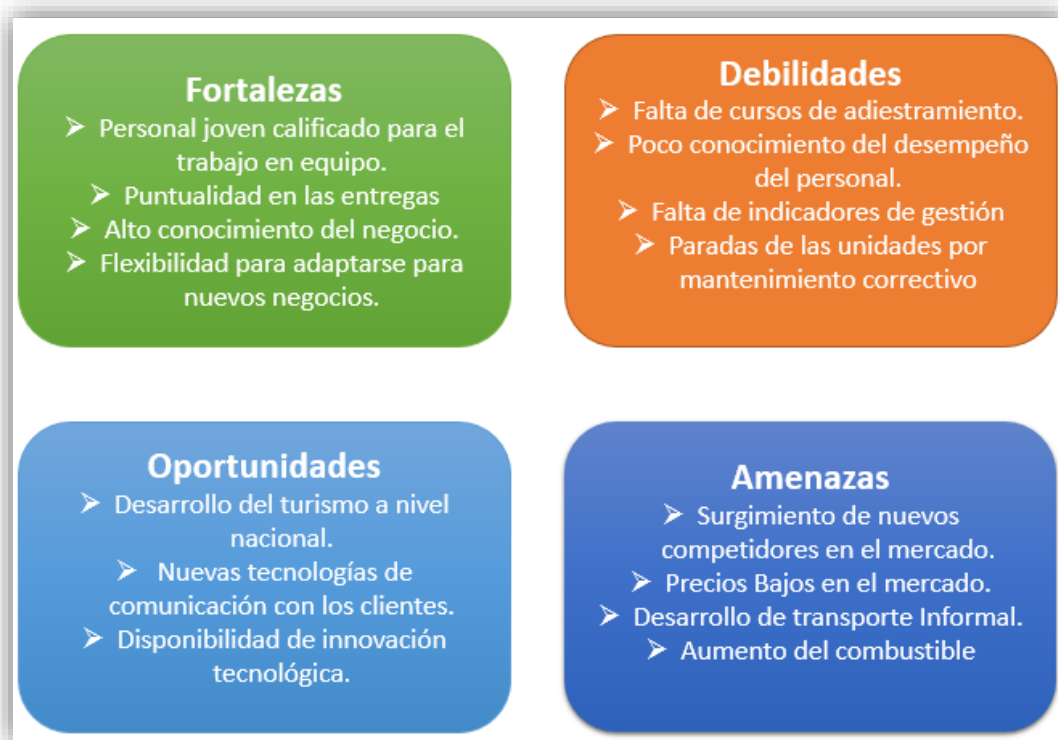 Fortalezas
➢ Personal joven calificado para el
trabajo en equipo.
➢ Puntualidad en las entregas
➢ Alto conocimiento del negocio.
➢ Flexibilidad para adaptarse para
nuevos negocios.
Debilidades
➢ Falta de cursos de adiestramiento.
➢ Poco conocimiento del desempeño
del personal.
➢ Falta de indicadores de gestión
➢ Paradas de las unidades por
mantenimiento correctivo
Oportunidades
➢ Desarrollo del turismo a nivel
nacional.
➢ Nuevas tecnologías de
comunicación con los clientes.
➢ Disponibilidad de innovación
tecnológica.
Amenazas
➢ Surgimiento de nuevos
competidores en el mercado.
➢ Precios Bajos en el mercado.
➢ Desarrollo de transporte Informal.
➢ Aumento del combustible